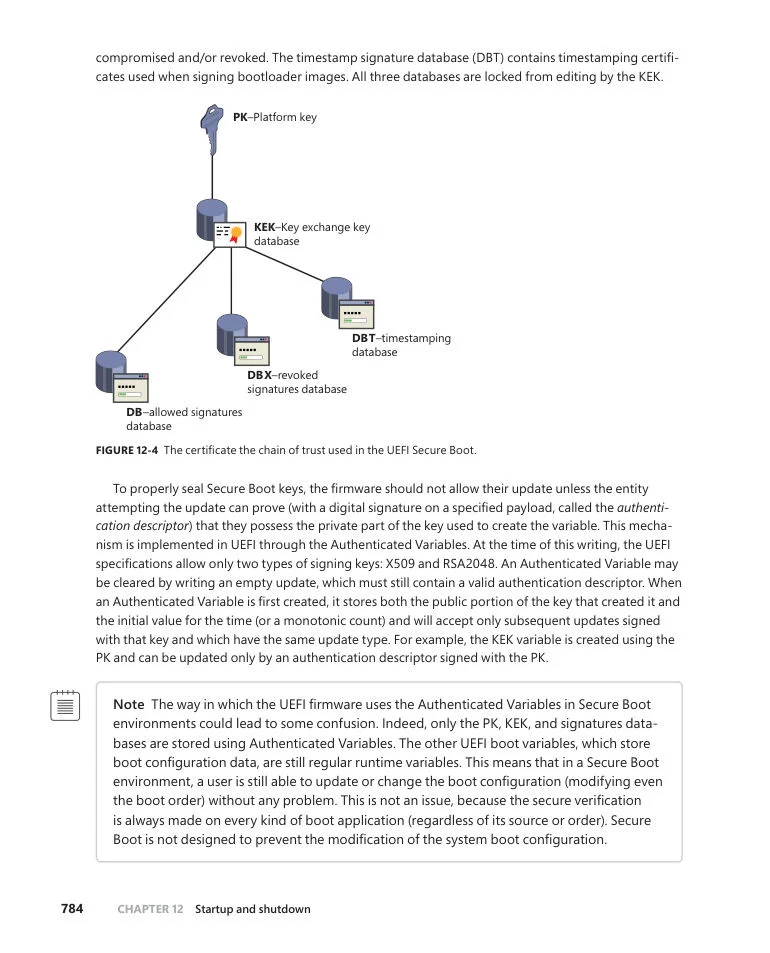 compromised and/or revoked. The timestamp signature database (DBT) contains timestamping certifi-
cates used when signing bootloader images. All three databases are locked from editing by the KEK.
PK–Platform key
KEK–Key exchange key
database
DBT–timestamping
database
DBX–revoked
signatures database
DB–allowed signatures
database
FIGURE 12-4 The certificate the chain of trust used in the UEFI Secure Boot.
To properly seal Secure Boot keys, the firmware should not allow their update unless the entity
attempting the update can prove (with a digital signature on a specified payload, called the authenti-
cation descriptor) that they possess the private part of the key used to create the variable. This mecha-
nism is implemented in UEFI through the Authenticated Variables. At the time of this writing, the UEFI
specifications allow only two types of signing keys: X509 and RSA2048. An Authenticated Variable may
be cleared by writing an empty update, which must still contain a valid authentication descriptor. When
an Authenticated Variable is first created, it stores both the public portion of the key that created it and
the initial value for the time (or a monotonic count) and will accept only subsequent updates signed
with that key and which have the same update type. For example, the KEK variable is created using the
PK and can be updated only by an authentication descriptor signed with the PK.
Note The way in which the UEFI firmware uses the Authenticated Variables in Secure Boot
environments could lead to some confusion. Indeed, only the PK, KEK, and signatures data-
bases are stored using Authenticated Variables. The other UEFI boot variables, which store
boot configuration data, are still regular runtime variables. This means that in a Secure Boot
environment, a user is still able to update or change the boot configuration (modifying even
the boot order) without any problem. This is not an issue, because the secure verification
is always made on every kind of boot application (regardless of its source or order). Secure
Boot is not designed to prevent the modification of the system boot configuration.
784 CHAPTER 12 Startup and shutdown